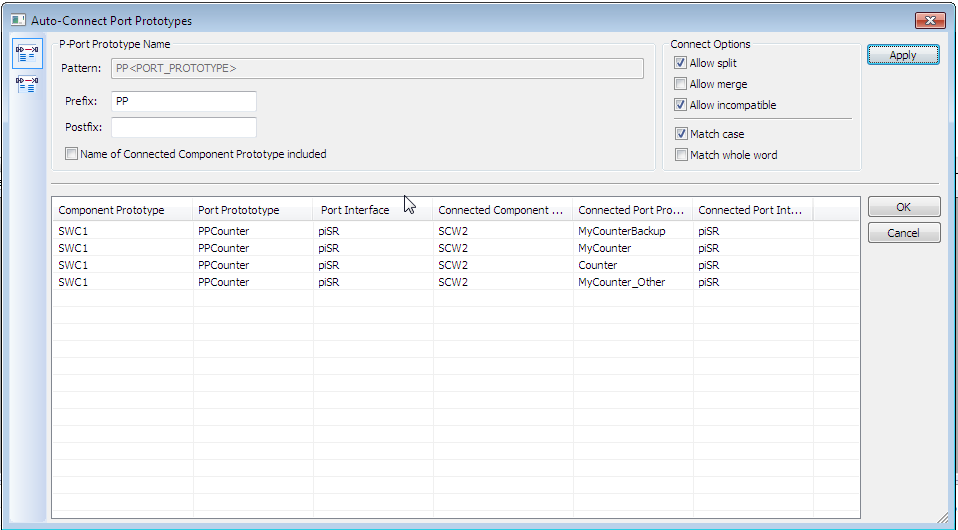 Auto-Connect Port Prototypes
P-Port Prototype Name
Pattern: PP<PORT_PROTOTYPE>
Prefix: PP
Postfix:
Name of Connected Component Prototype included
Connect Options
Allow split
Allow merge
Allow incompatible
Match case
Match whole word
Apply
Component Prototype Port Protototype Port Interface Connected Component ... Connected Port Pro... Connected Port Int...
SWC1 PPCounter piSR SCW2 MyCounterBackup piSR
SWC1 PPCounter piSR SCW2 MyCounter piSR
SWC1 PPCounter piSR SCW2 Counter piSR
SWC1 PPCounter piSR SCW2 MyCounter_Other piSR
OK
Cancel